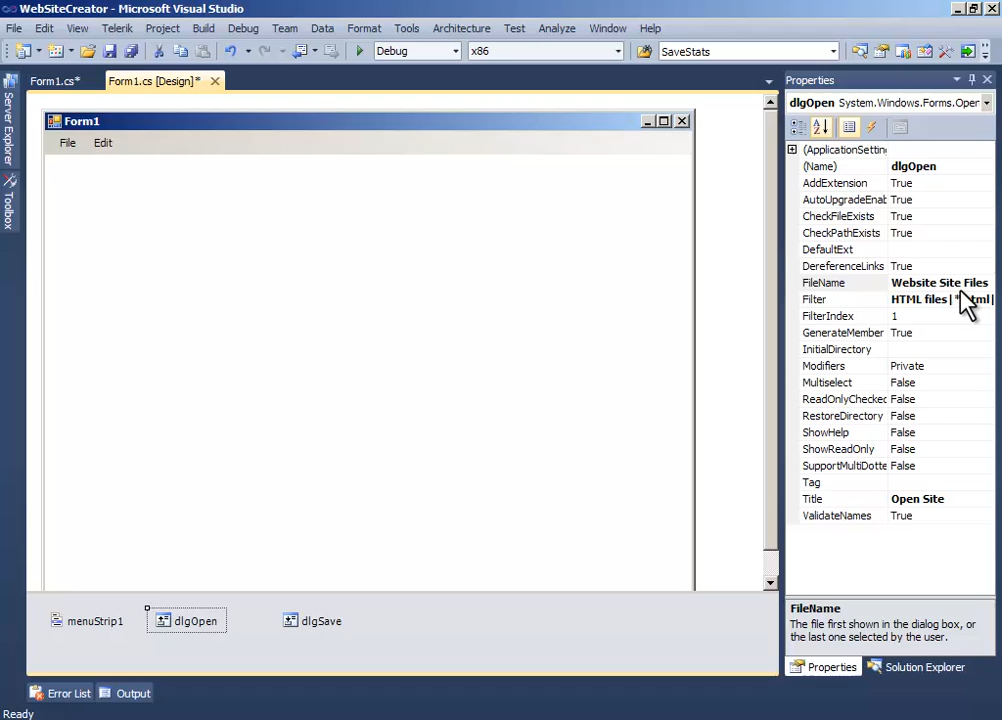 WebSiteCreator - Microsoft Visual Studio
File Edit View Telerik Project Build Debug Team Data Format Tools Architecture Test Analyze Window Help
Debug x86 SaveStats
Form1.cs* Form1.cs [Design]*
Server Explorer
Toolbox
Form1
File Edit
menuStrip1 dlgOpen dlgSave
Properties
dlgOpen System.Windows.Forms.Open
(ApplicationSetting
(Name) dlgOpen
AddExtension True
AutoUpgradeEnab True
CheckFileExists True
CheckPathExists True
DefaultExt
DereferenceLinks True
FileName Website Site Files
Filter HTML files|*
FilterIndex 1
GenerateMember True
InitialDirectory
Modifiers Private
Multiselect False
ReadOnlyChecked False
RestoreDirectory False
ShowHelp False
ShowReadOnly False
SupportMultiDotte False
Tag
Title Open Site
ValidateNames True
FileName
The file first shown in the dialog box, or
the last one selected by the user.
Properties Solution Explorer
Error List Output
Ready